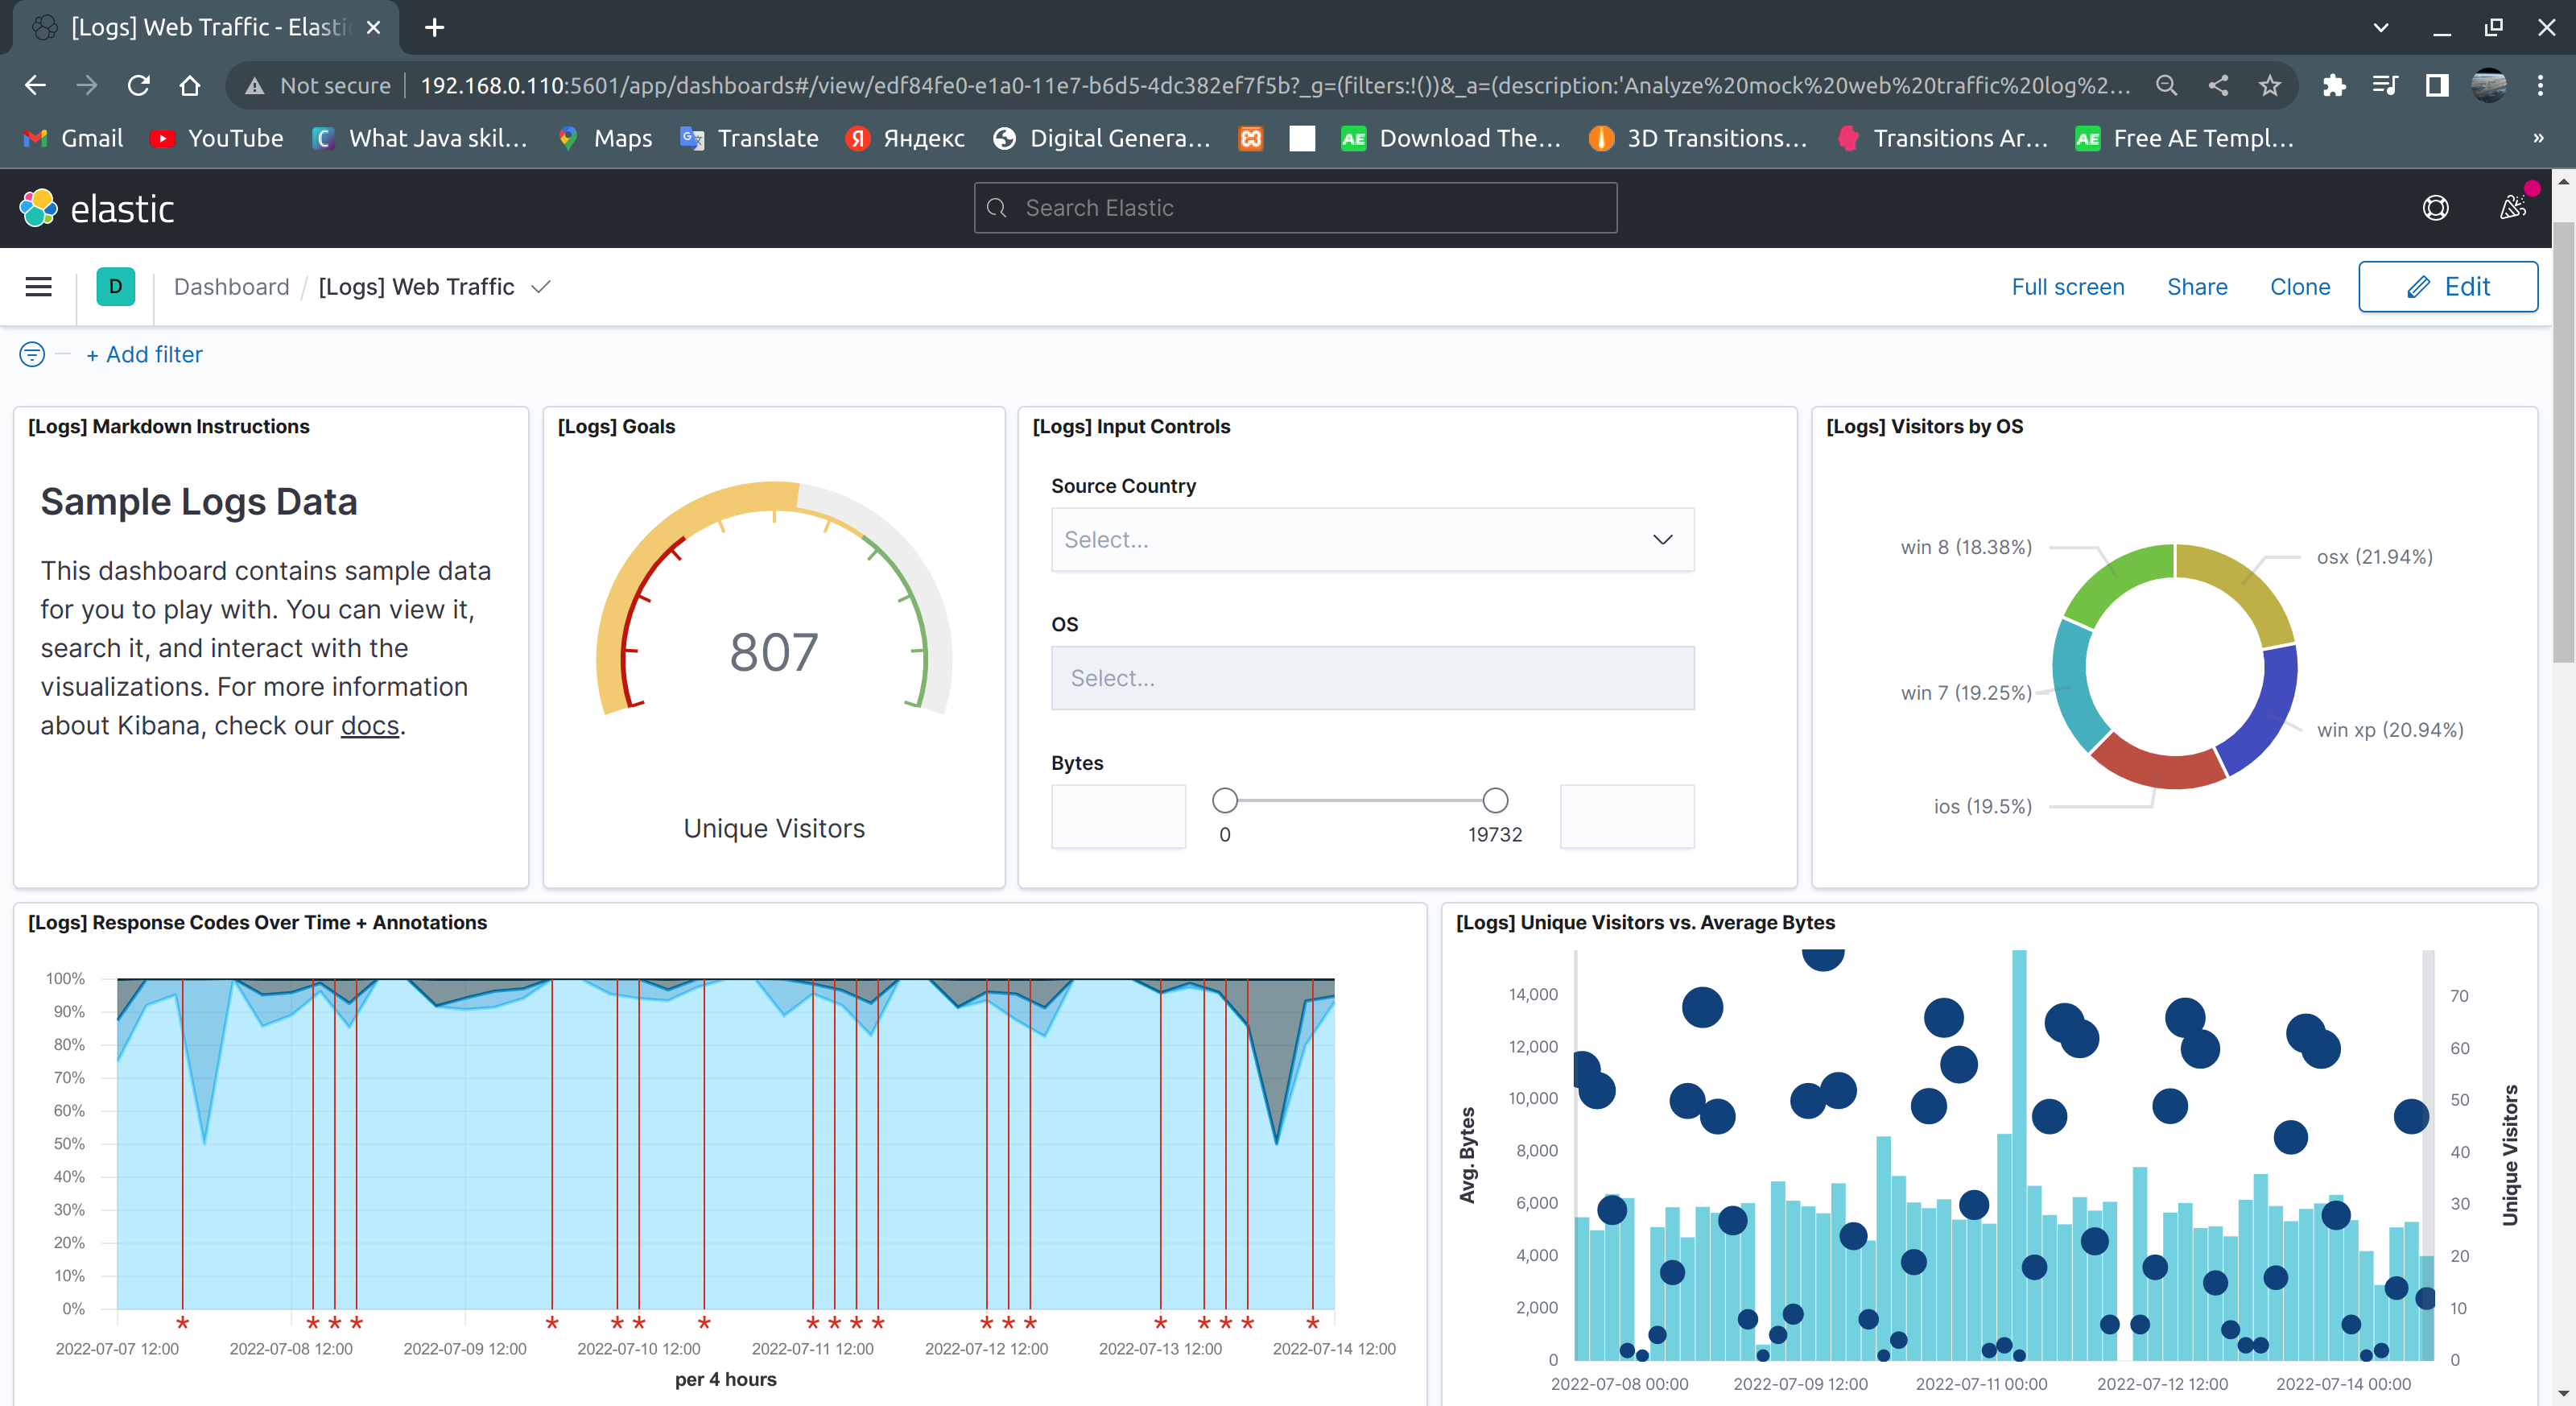 [Logs] Web Traffic - Elasti
Not secure
192.168.0.110:5601/app/dashboards#/view/edf84fe0-e1a0-11e7-b6d5-4dc382ef7f5b?_g=(filters:!())&_a=(description:'Analyze%20mock%20web%20traffic%20log%2...
Gmail YouTube What Java skil... Maps Translate Яндекс Digital Genera... Download The... 3D Transitions... Transitions Ar... Free AE Templ... »
elastic
Search Elastic
D
Dashboard / [Logs] Web Traffic
Full screen Share Clone Edit
+ Add filter
[Logs] Markdown Instructions
Sample Logs Data
This dashboard contains sample data
for you to play with. You can view it,
search it, and interact with the
visualizations. For more information
about Kibana, check our docs.
[Logs] Goals
807
Unique Visitors
[Logs] Input Controls
Source Country
Select...
OS
Select...
Bytes
0 19732
[Logs] Visitors by OS
win 8 (18.38%)
osx (21.94%)
win 7 (19.25%)
win xp (20.94%)
ios (19.5%)
[Logs] Response Codes Over Time + Annotations
100%
90%
80%
70%
60%
50%
40%
30%
20%
10%
0%
2022-07-07 12:00 2022-07-08 12:00 2022-07-09 12:00 2022-07-10 12:00 2022-07-11 12:00 2022-07-12 12:00 2022-07-13 12:00 2022-07-14 12:00
per 4 hours
[Logs] Unique Visitors vs. Average Bytes
Avg. Bytes
14,000
12,000
10,000
8,000
6,000
4,000
2,000
0
70
60
50
40
30
20
10
0
Unique Visitors
2022-07-08 00:00 2022-07-09 12:00 2022-07-11 00:00 2022-07-12 12:00 2022-07-14 00:00